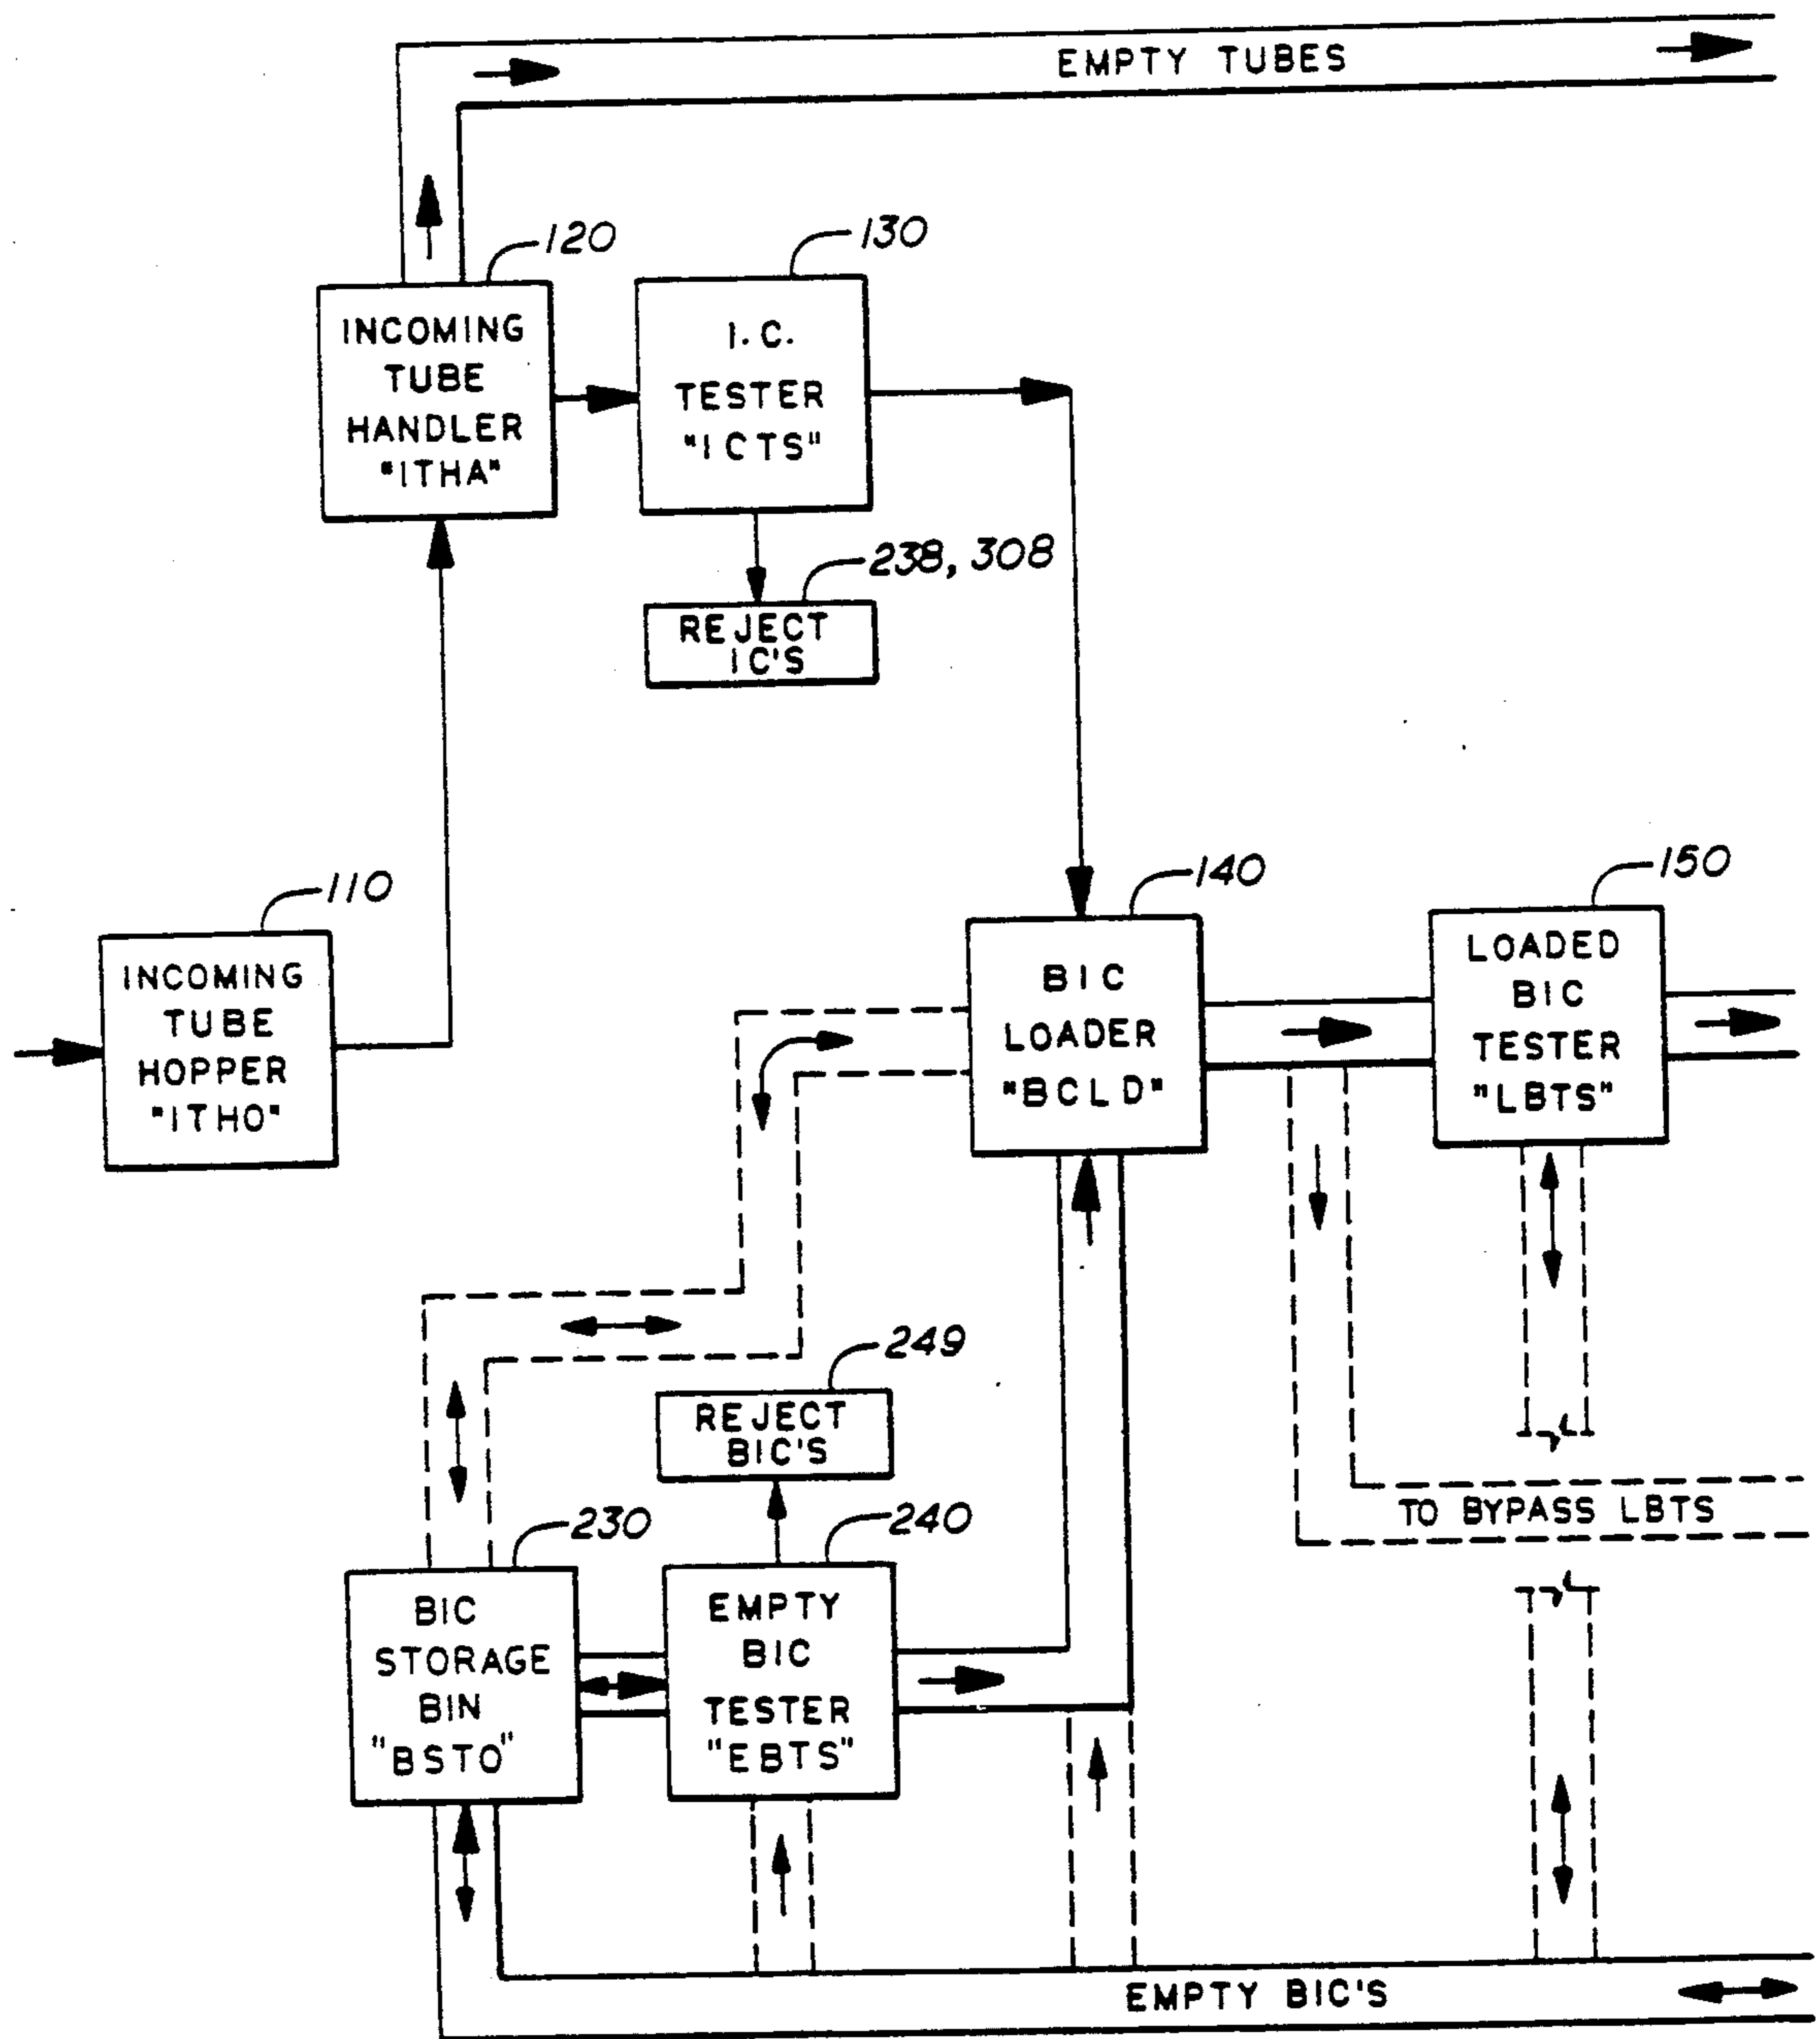 EMPTY TUBES
120
130
INCOMING
TUBE
HANDLER
"ITHA"
I.C.
TESTER
"ICTS"
238, 308
REJECT
IC'S
110
INCOMING
TUBE
HOPPER
"ITHO"
140
BIC
LOADER
"BCLD"
150
LOADED
BIC
TESTER
"LBTS"
249
REJECT
BIC'S
TO BYPASS LBTS
230
BIC
STORAGE
BIN
"BSTO"
240
EMPTY
BIC
TESTER
"EBTS"
EMPTY BIC'S